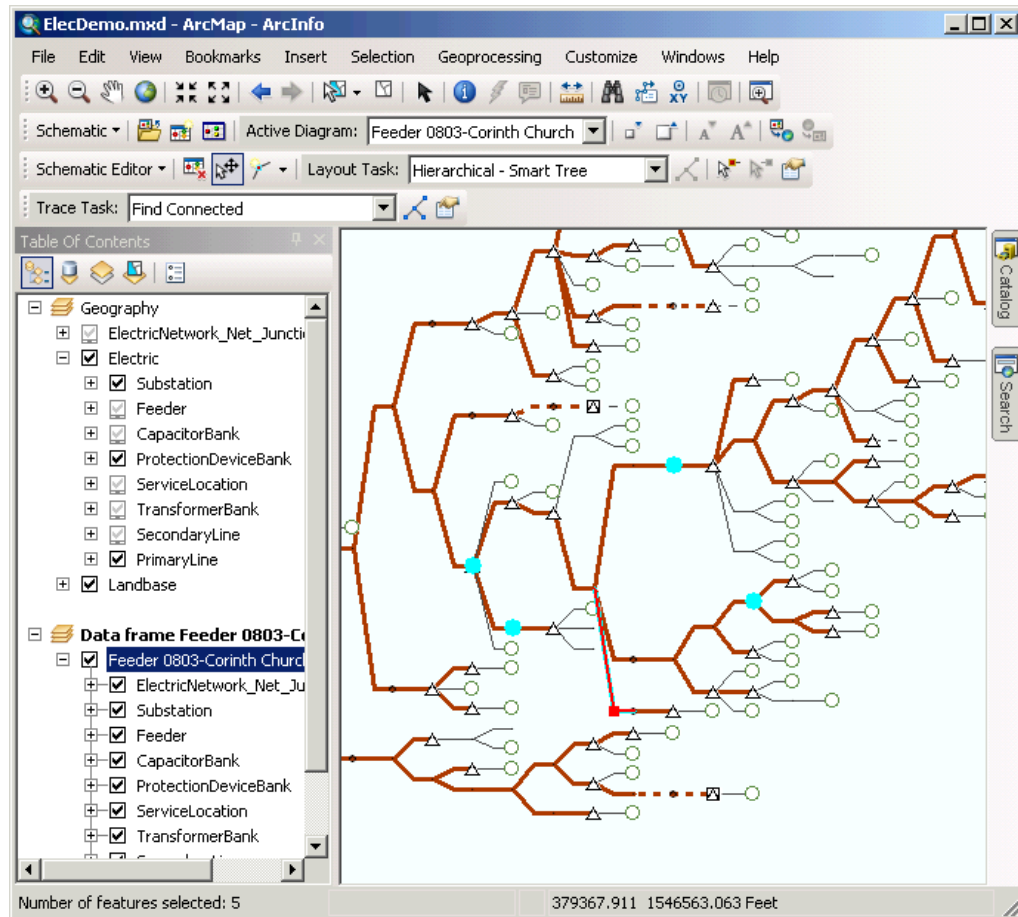 ElecDemo.mxd - ArcMap - ArcInfo
File Edit View Bookmarks Insert Selection Geoprocessing Customize Windows Help
XY
Schematic Active Diagram: Feeder 0803-Corinth Church A A
Schematic Editor Layout Task: Hierarchical - Smart Tree
Trace Task: Find Connected
Table Of Contents
Geography
ElectricNetwork_Net_Juncti
Electric
Substation
Feeder
CapacitorBank
ProtectionDeviceBank
ServiceLocation
TransformerBank
SecondaryLine
PrimaryLine
Landbase
Data frame Feeder 0803-Co
Feeder 0803-Corinth Churc
ElectricNetwork_Net_Ju
Substation
Feeder
CapacitorBank
ProtectionDeviceBank
ServiceLocation
TransformerBank
Catalog
Search
Number of features selected: 5
379367.911 1546563.063 Feet